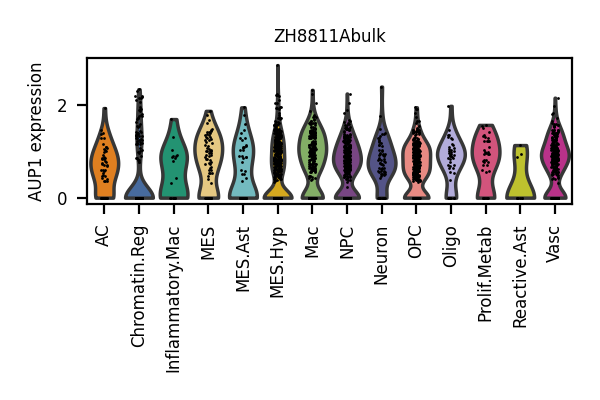 ZH8811Abulk
AUP1 expression
2
0
AC
Chromatin.Reg
Inflammatory.Mac
MES
MES.Ast
MES.Hyp
Mac
NPC
Neuron
OPC
Oligo
Prolif.Metab
Reactive.Ast
Vasc